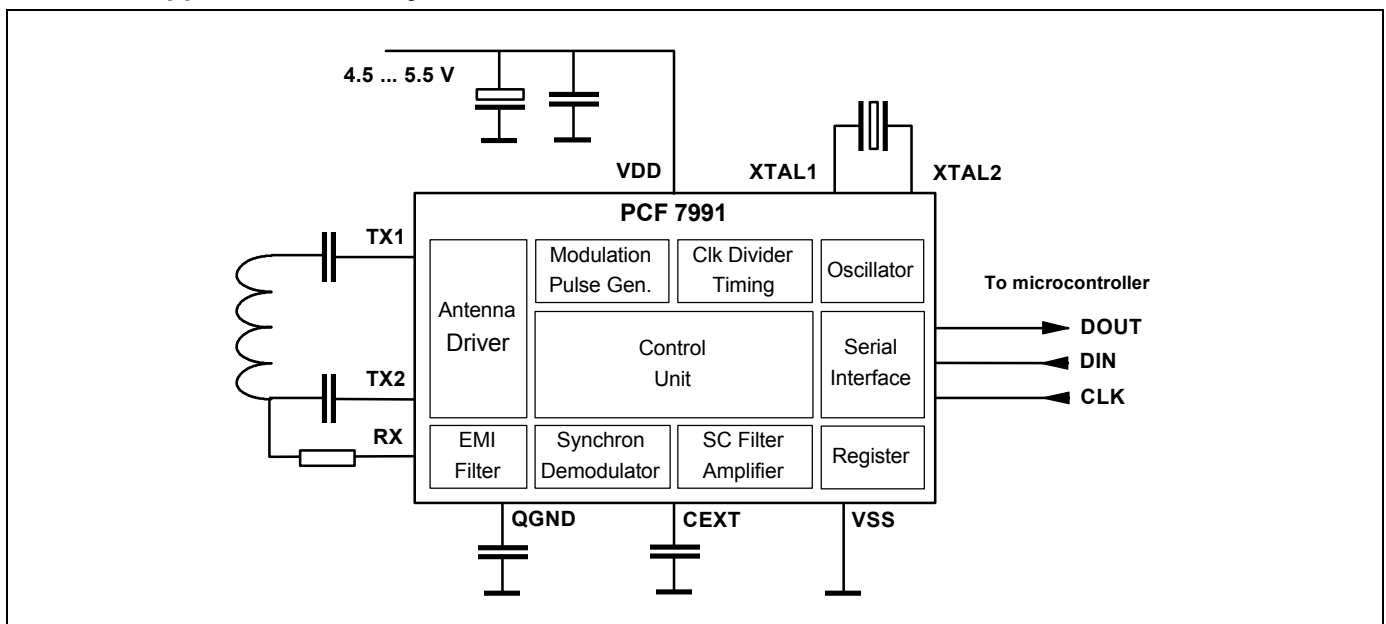 4.5 ... 5.5 V
VDD
XTAL1
XTAL2
PCF 7991
TX1
Modulation
Pulse Gen.
Clk Divider
Timing
Oscillator
To microcontroller
Antenna
Driver
DOUT
Control
Unit
Serial
Interface
DIN
TX2
CLK
RX
EMI
Filter
Synchron
Demodulator
SC Filter
Amplifier
Register
QGND
CEXT
VSS